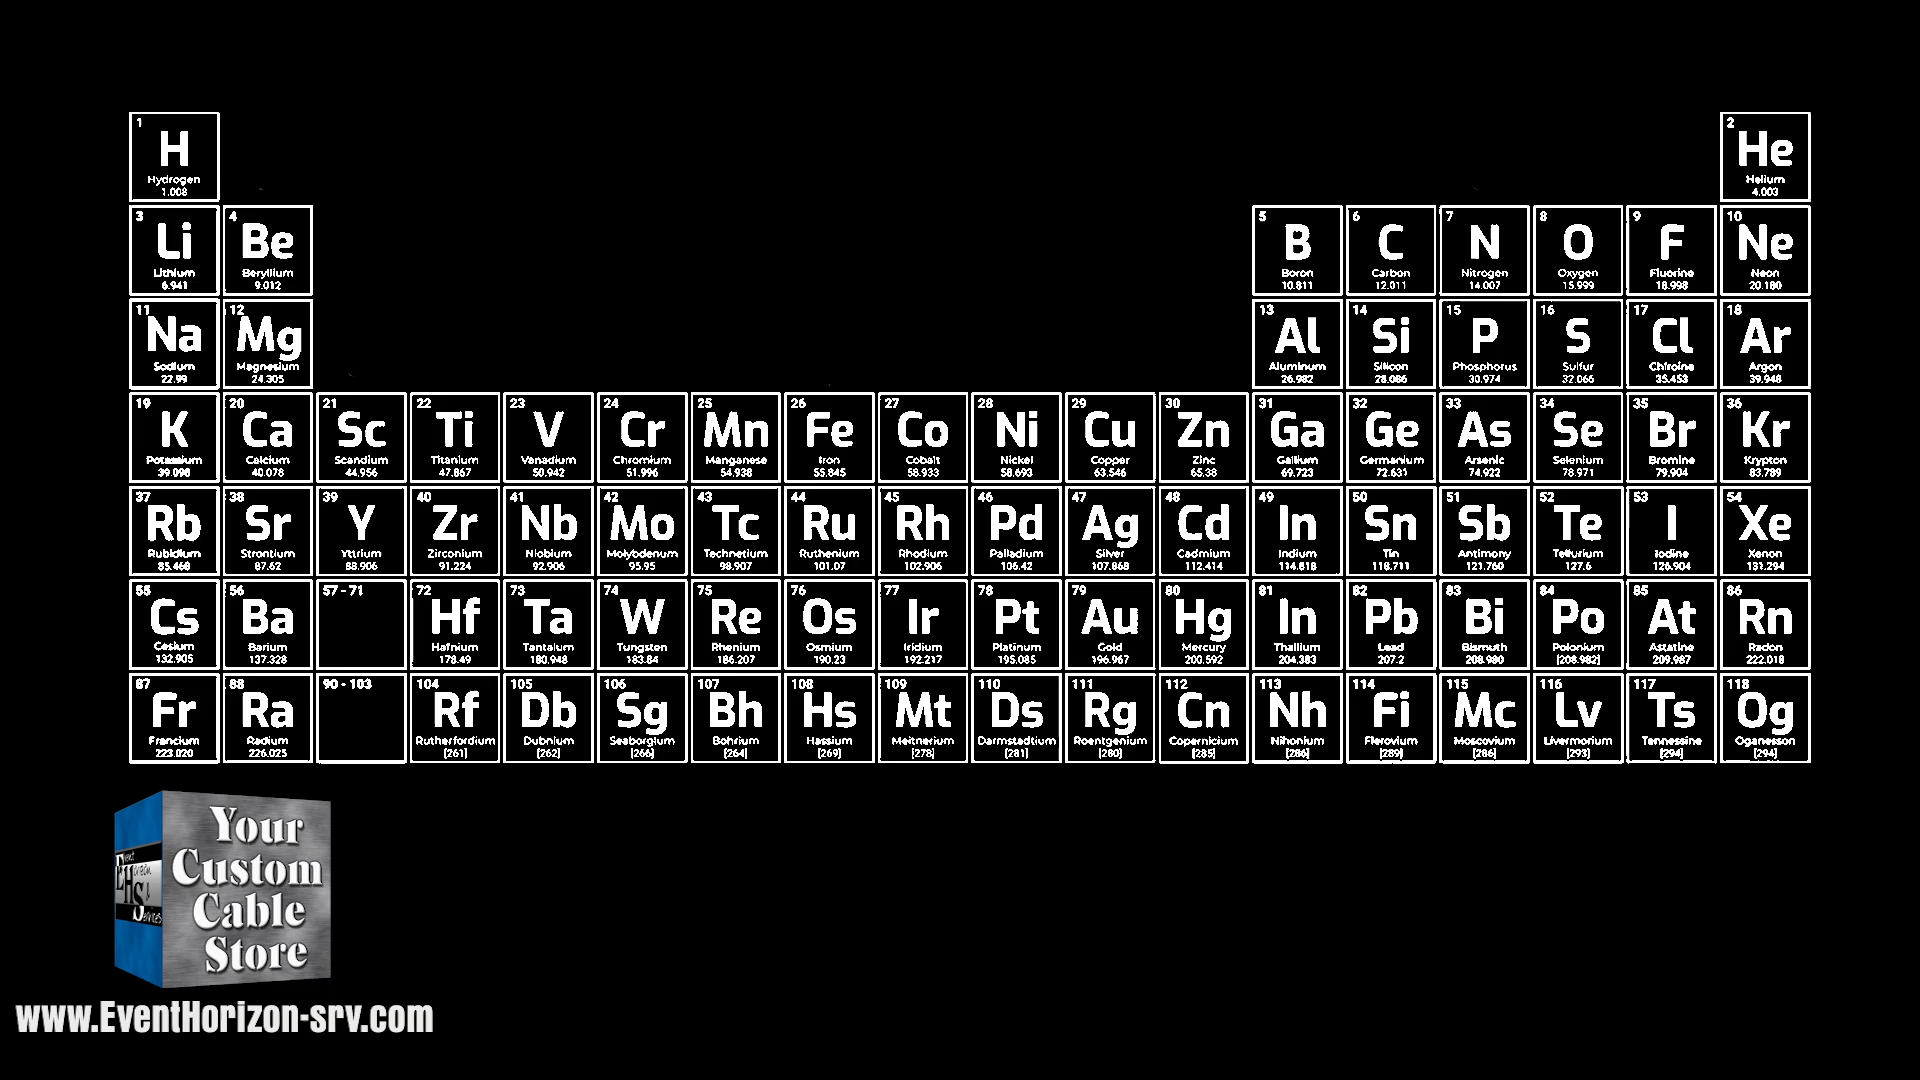 1
H
Hydrogen
1.008
2
He
Helium
4.003
3
Li
Lithium
6.941
4
Be
Beryllium
9.012
5
B
Boron
10.811
6
C
Carbon
12.011
7
N
Nitrogen
14.007
8
O
Oxygen
15.999
9
F
Fluorine
18.998
10
Ne
Neon
20.180
11
Na
Sodium
22.99
12
Mg
Magnesium
24.305
13
Al
Aluminum
26.982
14
Si
Silicon
28.086
15
P
Phosphorus
30.974
16
S
Sulfur
32.066
17
Cl
Chlroine
35.453
18
Ar
Argon
39.948
19
K
Potassium
39.098
20
Ca
Calcium
40.078
21
Sc
Scandium
44.956
22
Ti
Titanium
47.867
23
V
Vanadium
50.942
24
Cr
Chromium
51.996
25
Mn
Manganese
54.938
26
Fe
Iron
55.845
27
Co
Cobalt
58.933
28
Ni
Nickel
58.693
29
Cu
Copper
63.546
30
Zn
Zinc
65.38
31
Ga
Gallium
69.723
32
Ge
Germanium
72.631
33
As
Arsenic
74.922
34
Se
Selenium
78.971
35
Br
Bromine
79.904
36
Kr
Krypton
83.789
37
Rb
Rubidium
85.468
38
Sr
Strontium
87.62
39
Y
Yttrium
88.906
40
Zr
Zirconium
91.224
41
Nb
Niobium
92.906
42
Mo
Molybdenum
95.95
43
Tc
Technetium
98.907
44
Ru
Ruthenium
101.07
45
Rh
Rhodium
102.906
46
Pd
Palladium
106.42
47
Ag
Silver
107.868
48
Cd
Cadmium
112.414
49
In
Indium
114.818
50
Sn
Tin
118.711
51
Sb
Antimony
121.760
52
Te
Tellurium
127.6
53
I
Iodine
126.904
54
Xe
Xenon
131.294
55
Cs
Cesium
132.905
56
Ba
Barium
137.328
57 - 71
72
Hf
Hafnium
178.49
73
Ta
Tantalum
180.948
74
W
Tungsten
183.84
75
Re
Rhenium
186.207
76
Os
Osmium
190.23
77
Ir
Iridium
192.217
78
Pt
Platinum
195.085
79
Au
Gold
196.967
80
Hg
Mercury
200.592
81
In
Thallium
204.383
82
Pb
Lead
207.2
83
Bi
Bismuth
208.980
84
Po
Polonium
[208.982]
85
At
Astatine
209.987
86
Rn
Radon
222.018
87
Fr
Francium
223.020
88
Ra
Radium
226.025
90 - 103
104
Rf
Rutherfordium
[261]
105
Db
Dubnium
[262]
106
Sg
Seaborgium
[266]
107
Bh
Bohrium
[264]
108
Hs
Hassium
[269]
109
Mt
Meitnerium
[278]
110
Ds
Darmstadtium
[281]
111
Rg
Roentgenium
[280]
112
Cn
Copernicium
[285]
113
Nh
Nihonium
[286]
114
Fi
Flerovium
[289]
115
Mc
Moscovium
[286]
116
Lv
Livermorium
[293]
117
Ts
Tennessine
[294]
118
Og
Oganesson
[294]
Event
Horizon
&
Services
Your
Custom
Cable
Store
www.EventHorizon-srv.com